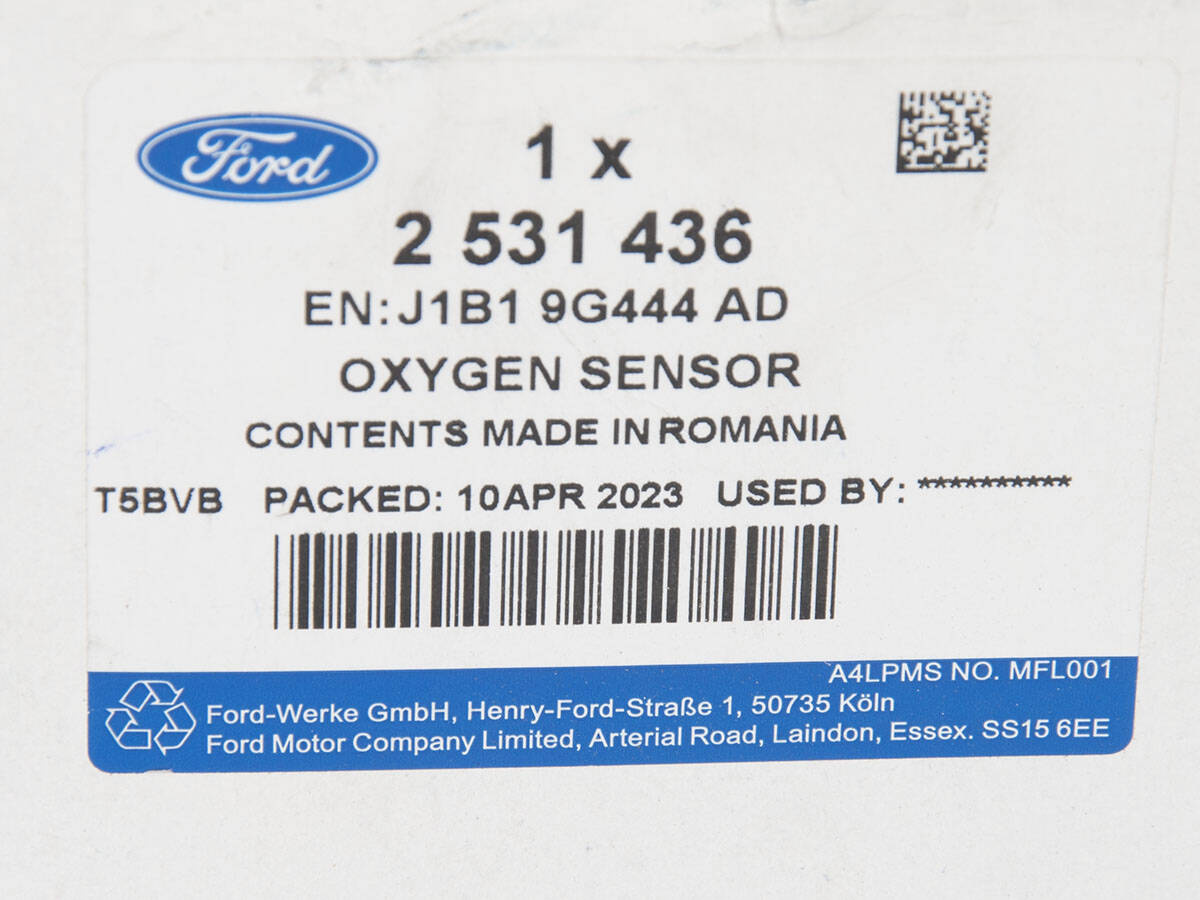 Ford
1 x
2 531 436
EN: J1B1 9G444 AD
OXYGEN SENSOR
CONTENTS MADE IN ROMANIA
T5BVB PACKED: 10APR 2023 USED BY: **********
A4LPMS NO. MFL001
Ford-Werke GmbH, Henry-Ford-Straße 1, 50735 Köln
Ford Motor Company Limited, Arterial Road, Laindon, Essex. SS15 6EE